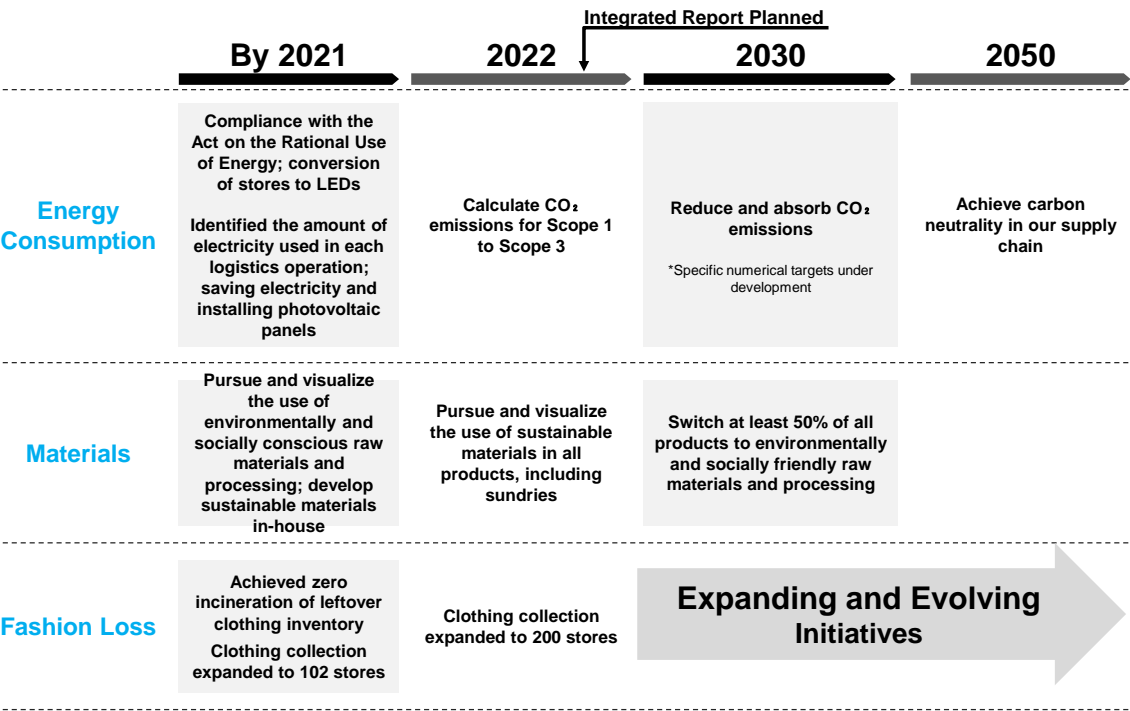 Integrated Report Planned
By 2021
2022
2030
2050
Energy
Consumption
Compliance with the
Act on the Rational Use
of Energy; conversion
of stores to LEDs
Identified the amount of
electricity used in each
logistics operation;
saving electricity and
installing photovoltaic
panels
Calculate CO₂
emissions for Scope 1
to Scope 3
Reduce and absorb CO₂
emissions
*Specific numerical targets under
development
Achieve carbon
neutrality in our supply
chain
Materials
Pursue and visualize
the use of
environmentally and
socially conscious raw
materials and
processing; develop
sustainable materials
in-house
Pursue and visualize
the use of sustainable
materials in all
products, including
sundries
Switch at least 50% of all
products to environmentally
and socially friendly raw
materials and processing
Fashion Loss
Achieved zero
incineration of leftover
clothing inventory
Clothing collection
expanded to 102 stores
Clothing collection
expanded to 200 stores
Expanding and Evolving
Initiatives